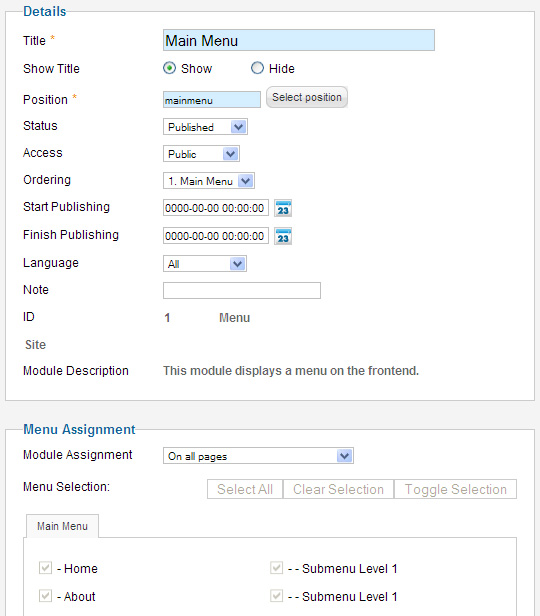 Details
Title * Main Menu
Show Title Show Hide
Position * mainmenu Select position
Status Published
Access Public
Ordering 1. Main Menu
Start Publishing 0000-00-00 00:00:00 23
Finish Publishing 0000-00-00 00:00:00 23
Language All
Note
ID 1 Menu
Site
Module Description This module displays a menu on the frontend.
Menu Assignment
Module Assignment On all pages
Menu Selection: Select All Clear Selection Toggle Selection
Main Menu
- Home - - Submenu Level 1
- About - - Submenu Level 1